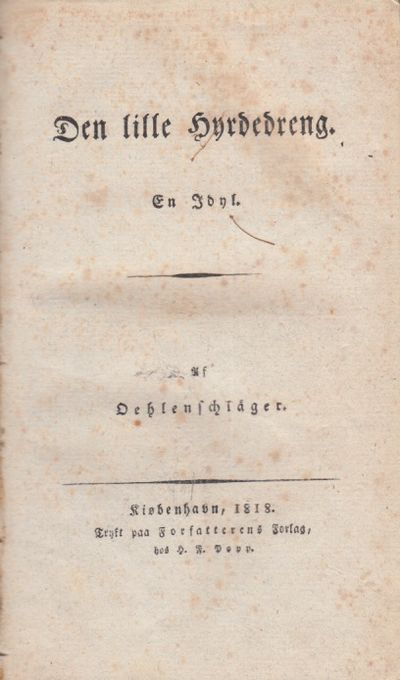 Den lille Hyrdedreng.
En Idyl.
Af
Oehlenschläger.
Kiøbenhavn, 1818.
Trykt paa Forfatterens Forlag,
hos H. F. Popp.